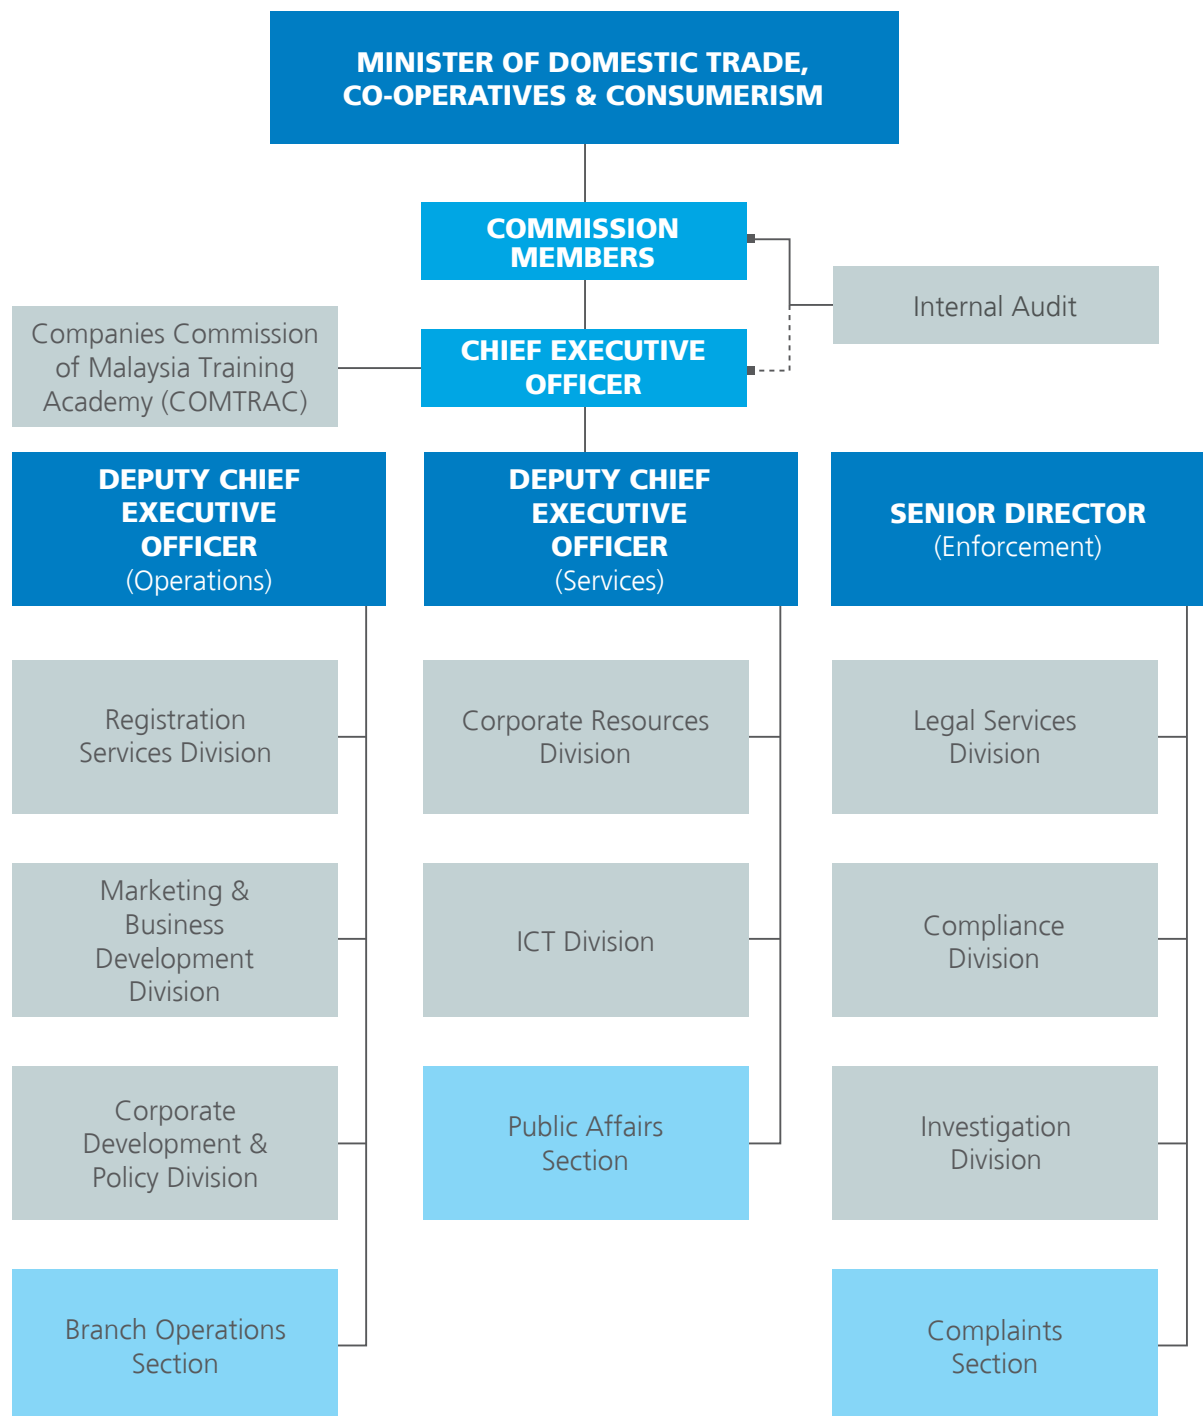 MINISTER OF DOMESTIC TRADE,
CO-OPERATIVES & CONSUMERISM
COMMISSION
MEMBERS
Internal Audit
Companies Commission
of Malaysia Training
Academy (COMTRAC)
CHIEF EXECUTIVE
OFFICER
DEPUTY CHIEF
EXECUTIVE
OFFICER
(Operations)
DEPUTY CHIEF
EXECUTIVE
OFFICER
(Services)
SENIOR DIRECTOR
(Enforcement)
Registration
Services Division
Corporate Resources
Division
Legal Services
Division
Marketing &
Business
Development
Division
ICT Division
Compliance
Division
Corporate
Development &
Policy Division
Public Affairs
Section
Investigation
Division
Branch Operations
Section
Complaints
Section